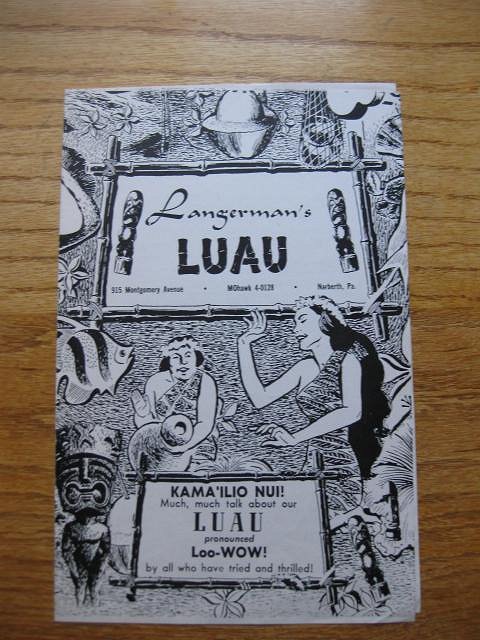 Langerman's
LUAU
915 Montgomery Avenue • MOhawk 4-0128 • Narberth, Pa.
KAMA'ILIO NUI!
Much, much talk about our
LUAU
pronounced
Loo-WOW!
by all who have tried and thrilled!